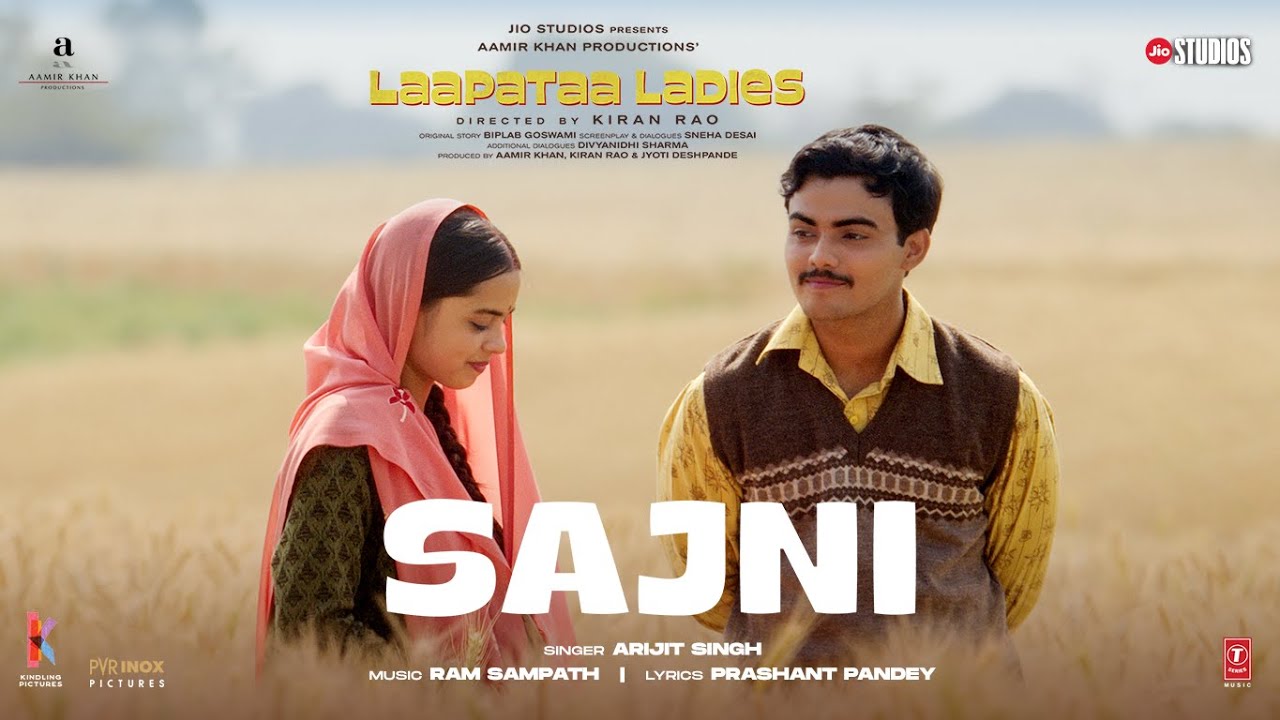 JIO STUDIOS PRESENTS
AAMIR KHAN PRODUCTIONS'
LAAPATAA LADIES
DIRECTED BY KIRAN RAO
ORIGINAL STORY BIPLAB GOSWAMI SCREENPLAY & DIALOGUES SNEHA DESAI
ADDITIONAL DIALOGUES DIVYANIDHI SHARMA
PRODUCED BY AAMIR KHAN, KIRAN RAO & JYOTI DESHPANDE
a
AAMIR KHAN
PRODUCTIONS
Jio STUDIOS
SAJNI
SINGER ARIJIT SINGH
MUSIC RAM SAMPATH | LYRICS PRASHANT PANDEY
K
KINDLING
PICTURES
PVR INOX
PICTURES
T
SERIES
MUSIC